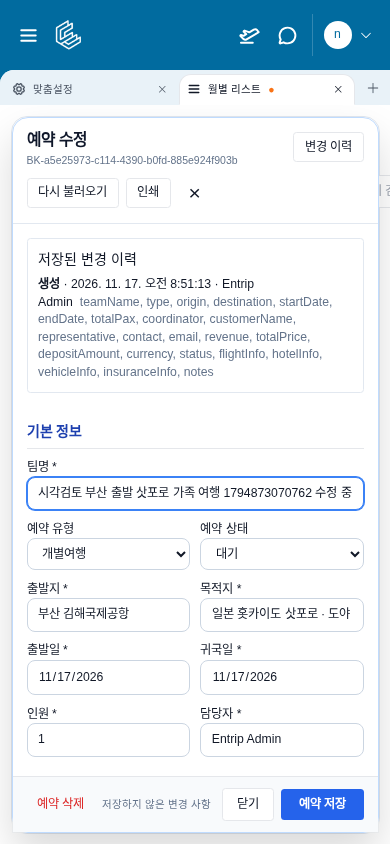 n
맞춤설정
월별 리스트
예약 수정
BK-a5e25973-c114-4390-b0fd-885e924f903b
변경 이력
다시 불러오기
인쇄
저장된 변경 이력
생성 · 2026. 11. 17. 오전 8:51:13 · Entrip
Admin teamName, type, origin, destination, startDate,
endDate, totalPax, coordinator, customerName,
representative, contact, email, revenue, totalPrice,
depositAmount, currency, status, flightInfo, hotelInfo,
vehicleInfo, insuranceInfo, notes
기본 정보
팀명 *
시각검토 부산 출발 삿포로 가족 여행 1794873070762 수정 중
예약 유형 예약 상태
개별여행 대기
출발지 * 목적지 *
부산 김해국제공항 일본 홋카이도 삿포로 · 도야
출발일 * 귀국일 *
11/17/2026 11/17/2026
인원 * 담당자 *
1 Entrip Admin
예약 삭제 저장하지 않은 변경 사항 닫기 예약 저장